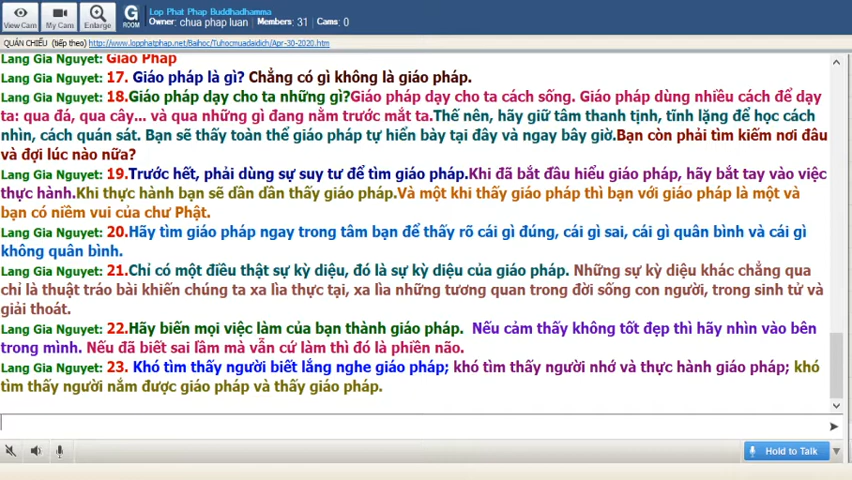 View Cam
My Cam
Enlarge
G
ROOM
Lop Phat Phap Buddhadhamma
Owner: chua phap luan Members: 31 Cams: 0
QUÁN CHIẾU (tiếp theo) http://www.lopphatphap.net/Baihoc/Tuhocmuadaidich/Apr-30-2020.htm
Lang Gia Nguyet: Giáo Pháp
Lang Gia Nguyet: 17. Giáo pháp là gì? Chẳng có gì không là giáo pháp.
Lang Gia Nguyet: 18.Giáo pháp dạy cho ta những gì?Giáo pháp dạy cho ta cách sống. Giáo pháp dùng nhiều cách để dạy
ta: qua đá, qua cây... và qua những gì đang nằm trước mắt ta.Thế nên, hãy giữ tâm thanh tịnh, tĩnh lặng để học cách
nhìn, cách quán sát. Bạn sẽ thấy toàn thể giáo pháp tự hiển bày tại đây và ngay bây giờ.Bạn còn phải tìm kiếm nơi đâu
và đợi lúc nào nữa?
Lang Gia Nguyet: 19.Trước hết, phải dùng sự suy tư để tìm giáo pháp.Khi đã bắt đầu hiểu giáo pháp, hãy bắt tay vào việc
thực hành.Khi thực hành bạn sẽ dần dần thấy giáo pháp.Và một khi thấy giáo pháp thì bạn với giáo pháp là một và
bạn có niềm vui của chư Phật.
Lang Gia Nguyet: 20.Hãy tìm giáo pháp ngay trong tâm bạn để thấy rõ cái gì đúng, cái gì sai, cái gì quân bình và cái gì
không quân bình.
Lang Gia Nguyet: 21.Chỉ có một điều thật sự kỳ diệu, đó là sự kỳ diệu của giáo pháp. Những sự kỳ diệu khác chẳng qua
chỉ là thuật tráo bài khiến chúng ta xa lìa thực tại, xa lìa những tương quan trong đời sống con người, trong sinh tử và
giải thoát.
Lang Gia Nguyet: 22.Hãy biến mọi việc làm của bạn thành giáo pháp. Nếu cảm thấy không tốt đẹp thì hãy nhìn vào bên
trong mình. Nếu đã biết sai lầm mà vẫn cứ làm thì đó là phiền não.
Lang Gia Nguyet: 23. Khó tìm thấy người biết lắng nghe giáo pháp; khó tìm thấy người nhớ và thực hành giáo pháp; khó
tìm thấy người nắm được giáo pháp và thấy giáo pháp.
Hold to Talk